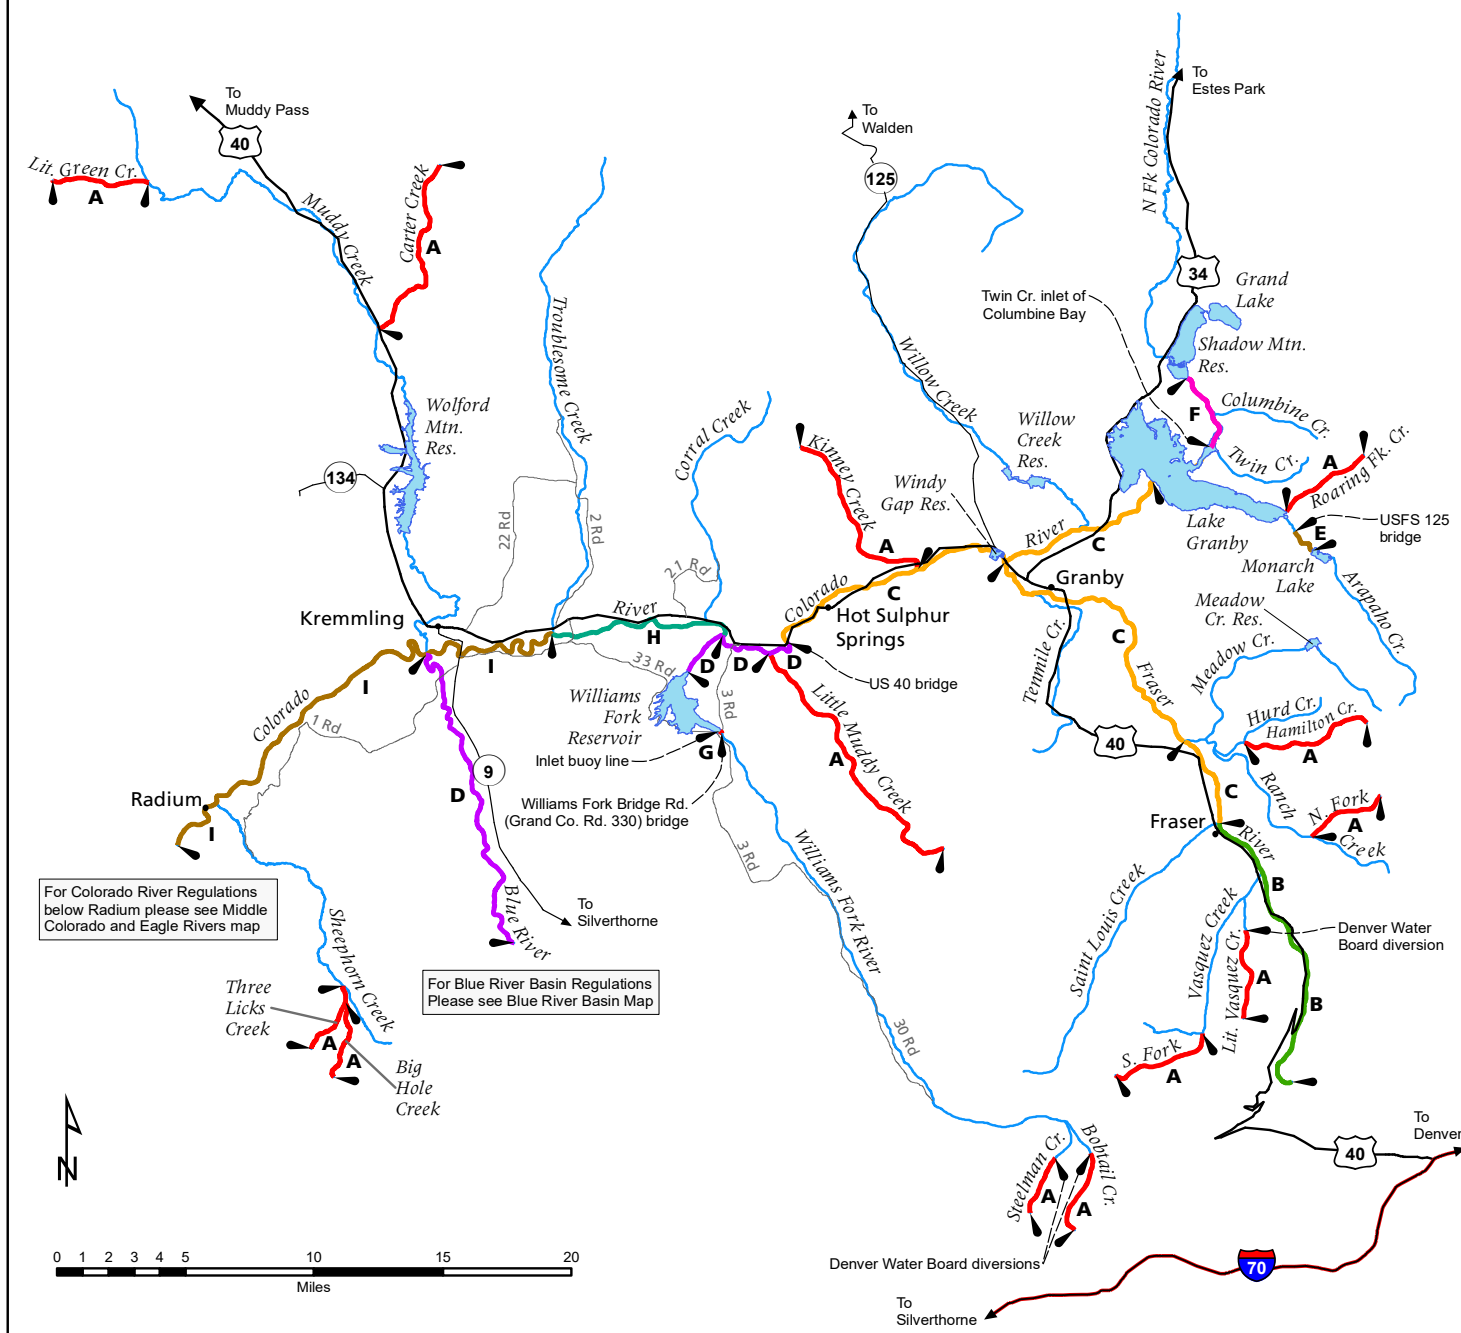 To
Muddy Pass
40
Lit. Green Cr.
A
Muddy Creek
Carter Creek
A
To
Walden
125
N Fk Colorado River
To
Estes Park
34
Grand
Lake
Twin Cr. inlet of
Columbine Bay
Shadow Mtn.
Res.
F
Columbine Cr.
Twin Cr.
A
Roaring Fk. Cr.
USFS 125
bridge
E
Monarch
Lake
Arapaho Cr.
Lake
Granby
Troublesome Creek
Wolford
Mtn.
Res.
134
22 Rd
2 Rd
Corral Creek
21 Rd
Kinney Creek
A
Willow Creek
Willow
Creek
Res.
Windy
Gap Res.
River
C
Granby
Colorado
C
Hot Sulphur
Springs
Kremmling
River
H
I
I
Colorado
1 Rd
33 Rd
D
D
D
US 40 bridge
3 Rd
Williams
Fork
Reservoir
Inlet buoy line
G
Williams Fork Bridge Rd.
(Grand Co. Rd. 330) bridge
Little Muddy Creek
A
Tenmile Cr.
C
Fraser
Meadow
Cr. Res.
Meadow Cr.
Hurd Cr.
Hamilton Cr.
A
40
Ranch
Creek
N. Fork
A
C
Fraser
River
B
Radium
I
9
D
Blue River
To
Silverthorne
3 Rd
Williams Fork River
30 Rd
For Colorado River Regulations
below Radium please see Middle
Colorado and Eagle Rivers map
For Blue River Basin Regulations
Please see Blue River Basin Map
Sheephorn Creek
Three
Licks
Creek
A
A
Big
Hole
Creek
Saint Louis Creek
Vasquez Creek
Lit. Vasquez Cr.
A
Denver Water
Board diversion
B
S. Fork
A
Steelman Cr.
A
Bobtail Cr.
A
Denver Water Board diversions
To
Denver
40
70
To
Silverthorne
N
0 1 2 3 4 5 10 15 20
Miles